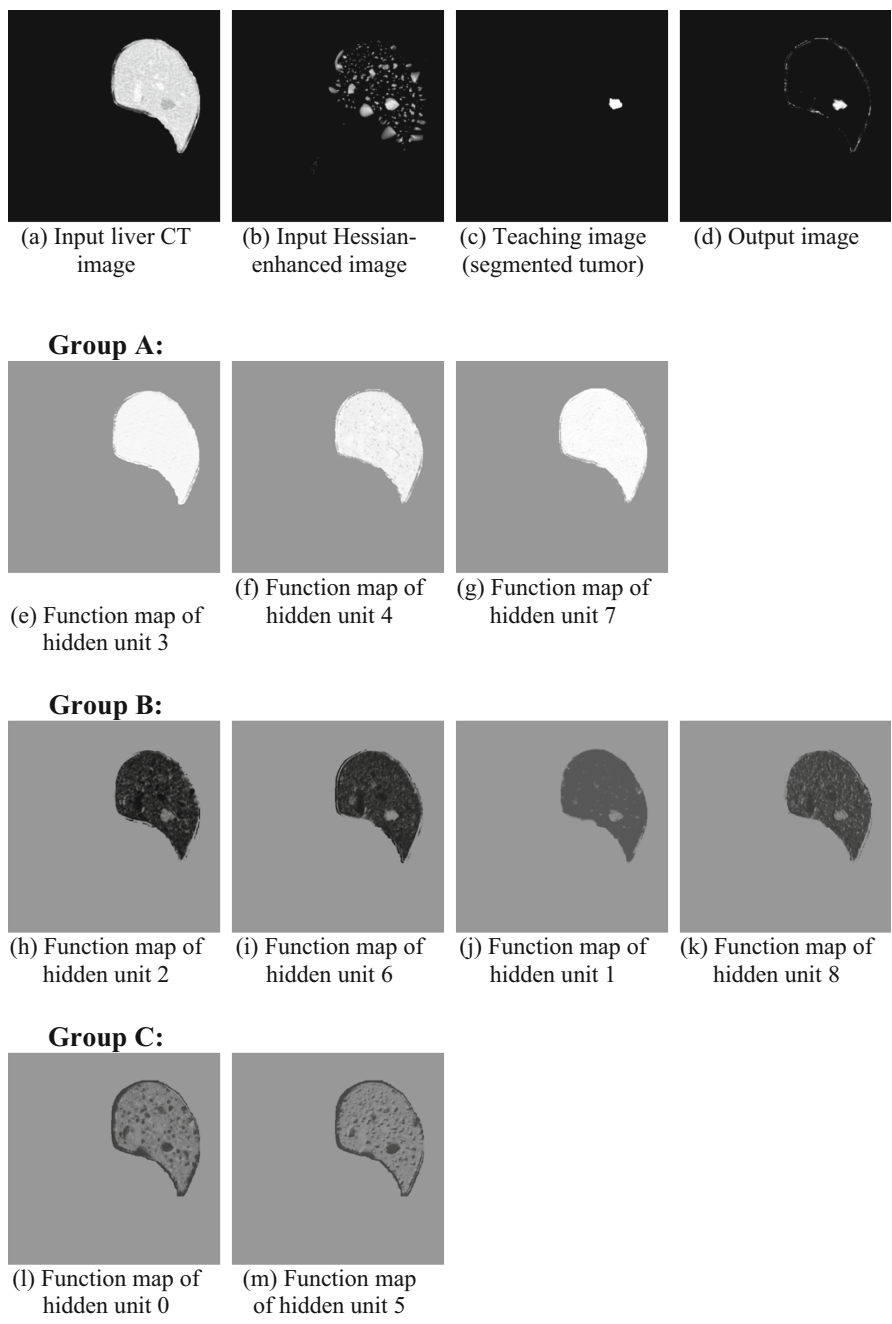 (a) Input liver CT
image
(b) Input Hessian-
enhanced image
(c) Teaching image
(segmented tumor)
(d) Output image
Group A:
(e) Function map of
hidden unit 3
(f) Function map of
hidden unit 4
(g) Function map of
hidden unit 7
Group B:
(h) Function map of
hidden unit 2
(i) Function map of
hidden unit 6
(j) Function map of
hidden unit 1
(k) Function map of
hidden unit 8
Group C:
(l) Function map of
hidden unit 0
(m) Function map
of hidden unit 5